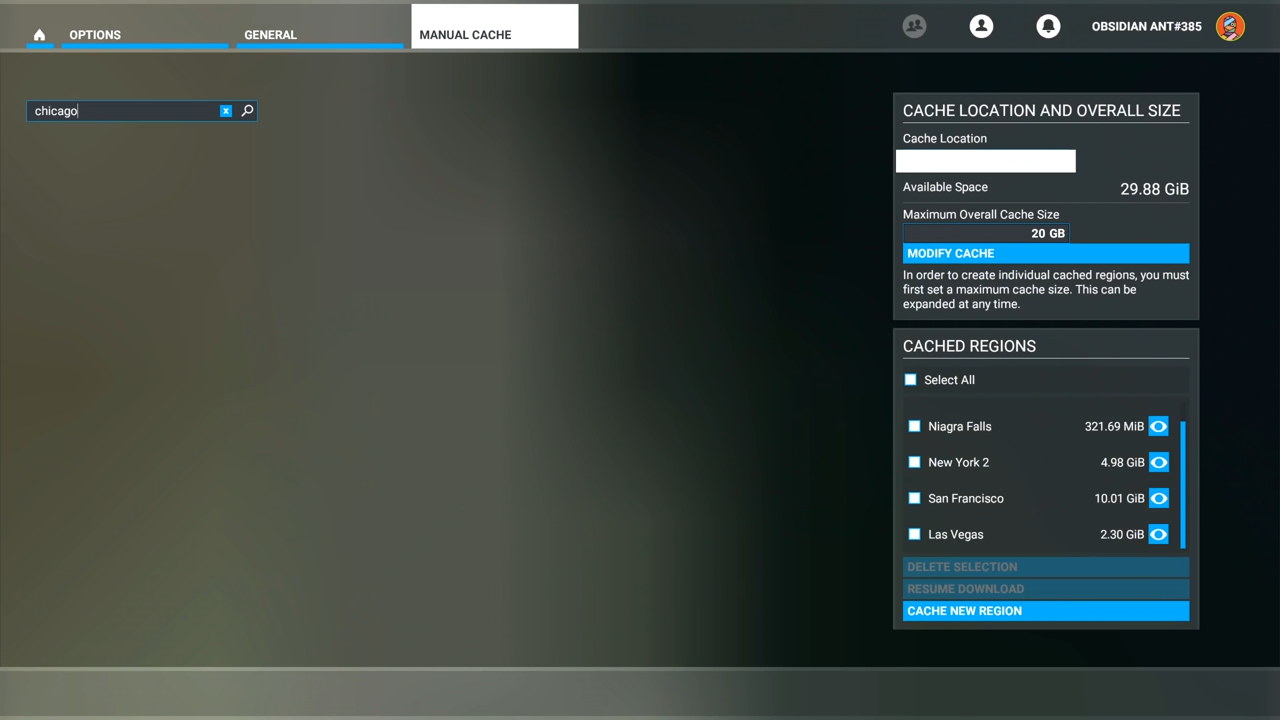 OPTIONS
GENERAL
MANUAL CACHE
OBSIDIAN ANT#385
chicago
x
CACHE LOCATION AND OVERALL SIZE
Cache Location
Available Space 29.88 GiB
Maximum Overall Cache Size
20 GB
MODIFY CACHE
In order to create individual cached regions, you must
first set a maximum cache size. This can be
expanded at any time.
CACHED REGIONS
Select All
Niagra Falls 321.69 MiB
New York 2 4.98 GiB
San Francisco 10.01 GiB
Las Vegas 2.30 GiB
DELETE SELECTION
RESUME DOWNLOAD
CACHE NEW REGION